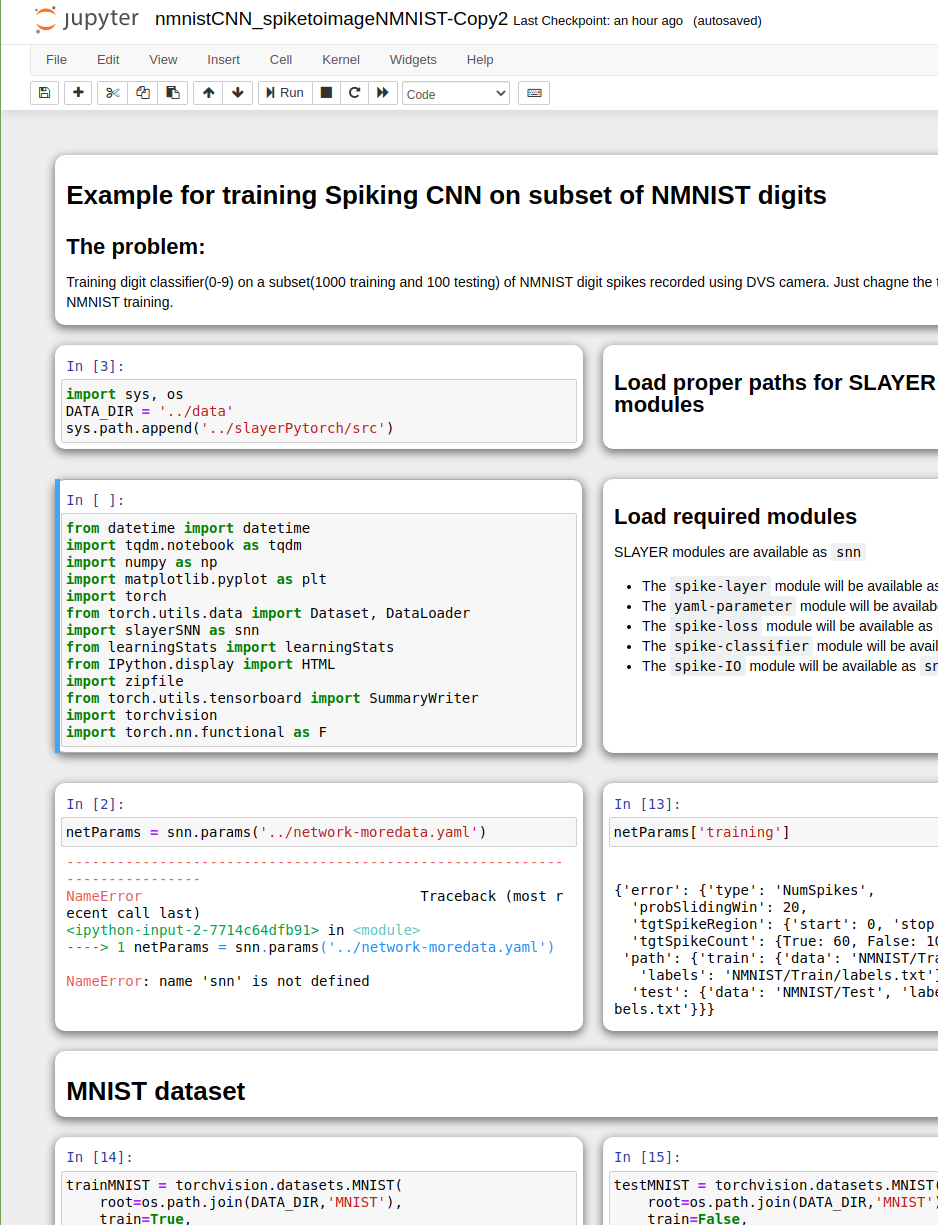 jupyter nmnistCNN_spiketoimageNMNIST-Copy2 Last Checkpoint: an hour ago (autosaved)
File Edit View Insert Cell Kernel Widgets Help
Run Code
Example for training Spiking CNN on subset of NMNIST digits
The problem:
Training digit classifier(0-9) on a subset(1000 training and 100 testing) of NMNIST digit spikes recorded using DVS camera. Just chagne the
NMNIST training.
In [3]:
import sys, os
DATA_DIR = '../data'
sys.path.append('../slayerPytorch/src')
Load proper paths for SLAYER
modules
In [ ]:
from datetime import datetime
import tqdm.notebook as tqdm
import numpy as np
import matplotlib.pyplot as plt
import torch
from torch.utils.data import Dataset, DataLoader
import slayerSNN as snn
from learningStats import learningStats
from IPython.display import HTML
import zipfile
from torch.utils.tensorboard import SummaryWriter
import torchvision
import torch.nn.functional as F
Load required modules
SLAYER modules are available as snn
• The spike-layer module will be available as
• The yaml-parameter module will be availab
• The spike-loss module will be available as
• The spike-classifier module will be avail
• The spike-IO module will be available as sn
In [2]:
netParams = snn.params('../network-moredata.yaml')
-----------------------------------------------------------
----------------
NameError Traceback (most r
ecent call last)
<ipython-input-2-7714c64dfb91> in <module>
----> 1 netParams = snn.params('../network-moredata.yaml')
NameError: name 'snn' is not defined
In [13]:
netParams['training']
{'error': {'type': 'NumSpikes',
'probSlidingWin': 20,
'tgtSpikeRegion': {'start': 0, 'stop
'tgtSpikeCount': {True: 60, False: 10
'path': {'train': {'data': 'NMNIST/Tra
'labels': 'NMNIST/Train/labels.txt'}
'test': {'data': 'NMNIST/Test', 'labe
bels.txt'}}}
MNIST dataset
In [14]:
trainMNIST = torchvision.datasets.MNIST(
root=os.path.join(DATA_DIR,'MNIST'),
train=True,
In [15]:
testMNIST = torchvision.datasets.MNIST(
root=os.path.join(DATA_DIR,'MNIST')
train=False,